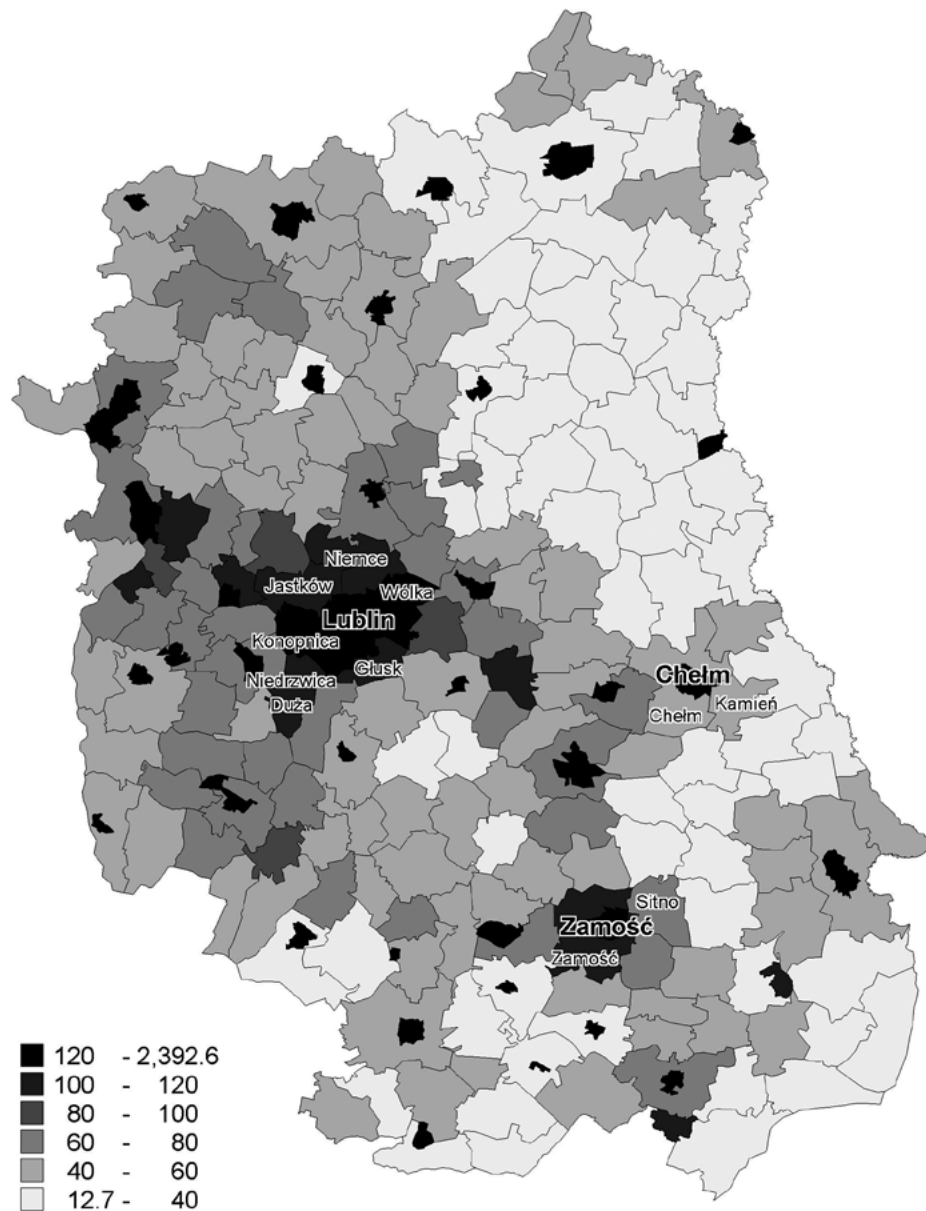 Niemce
Jastków
Wólka
Lublin
Konopnica
Głusk
Niedrzwica
Duża
Chełm
Chełm
Kamień
Sitno
Zamość
Zamość
120 - 2,392.6
100 - 120
80 - 100
60 - 80
40 - 60
12.7 - 40